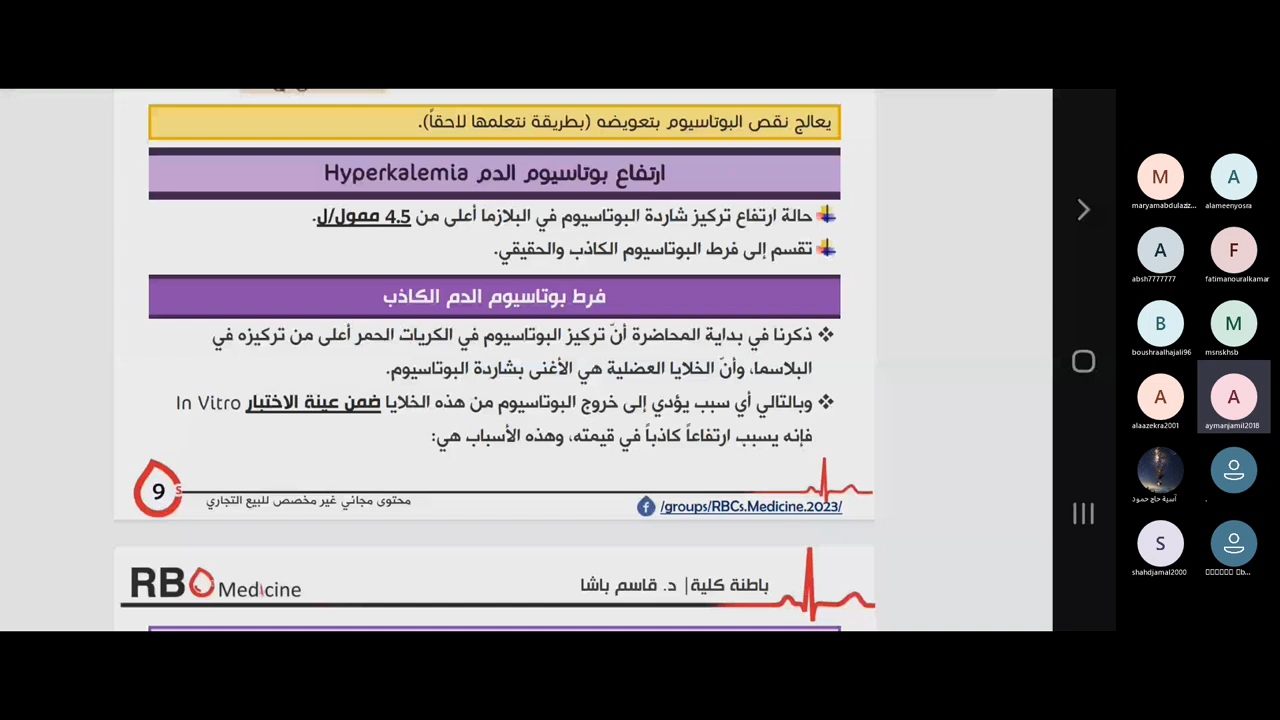 يعالج نقص البوتاسيوم بتعويضه (بطريقة نتعلمها لاحقاً).
ارتفاع بوتاسيوم الدم Hyperkalemia
حالة ارتفاع تركيز شاردة البوتاسيوم في البلازما أعلى من 4.5 ممول/ل.
تقسم إلى فرط البوتاسيوم الكاذب والحقيقي.
فرط بوتاسيوم الدم الكاذب
ذكرنا في بداية المحاضرة أنّ تركيز البوتاسيوم في الكريات الحمر أعلى من تركيزه في
البلاسما، وأنّ الخلايا العضلية هي الأغنى بشاردة البوتاسيوم.
وبالتالي أي سبب يؤدي إلى خروج البوتاسيوم من هذه الخلايا ضمن عينة الاختبار In Vitro
فإنه يسبب ارتفاعاً كاذباً في قيمته، وهذه الأسباب هي:
/groups/RBCs.Medicine.2023/
محتوى مجاني غير مخصص للبيع التجاري
9
باطنة كلية| د. قاسم باشا
RB Medicine
M
A
maryamabdulaziz...
alameenyosra
A
F
absh7777777
fatimanouralkamar
B
M
boushraalhajali96
msnskhsb
A
A
alaazekra2001
aymanjamil2018
آسية حاج حمود
.
S
shahdjamal2000